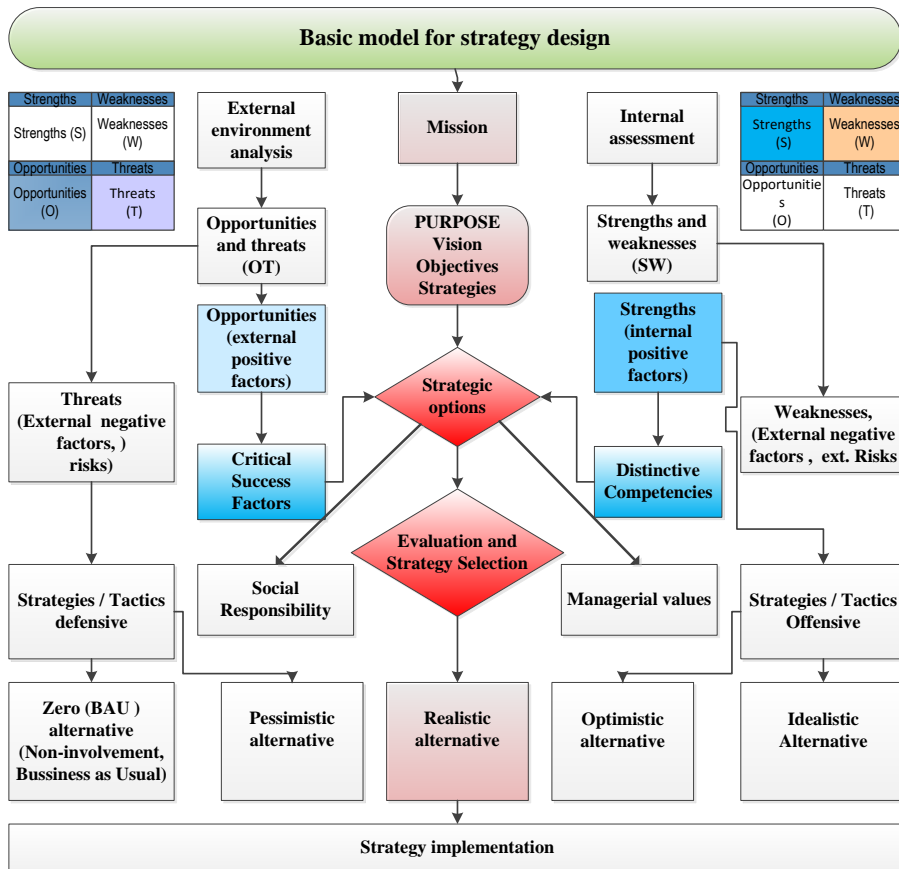 Basic model for strategy design
Strengths Weaknesses
Strengths (S)
Weaknesses
(W)
Opportunities Threats
Opportunities
(O)
Threats
(T)
External
environment
analysis
Mission
Internal
assessment
Strengths Weaknesses
Strengths
(S)
Weaknesses
(W)
Opportunities Threats
Opportunitie
s
(O)
Threats
(T)
Opportunities
and threats
(OT)
PURPOSE
Vision
Objectives
Strategies
Strengths and
weaknesses
(SW)
Opportunities
(external
positive
factors)
Strengths
(internal
positive
factors)
Threats
(External negative
factors, )
risks)
Strategic
options
Weaknesses,
(External negative
factors , ext. Risks
Critical
Success
Factors
Distinctive
Competencies
Evaluation and
Strategy Selection
Strategies / Tactics
defensive
Social
Responsibility
Managerial values
Strategies / Tactics
Offensive
Zero (BAU )
alternative
(Non-involvement,
Bussiness as Usual)
Pessimistic
alternative
Realistic
alternative
Optimistic
alternative
Idealistic
Alternative
Strategy implementation